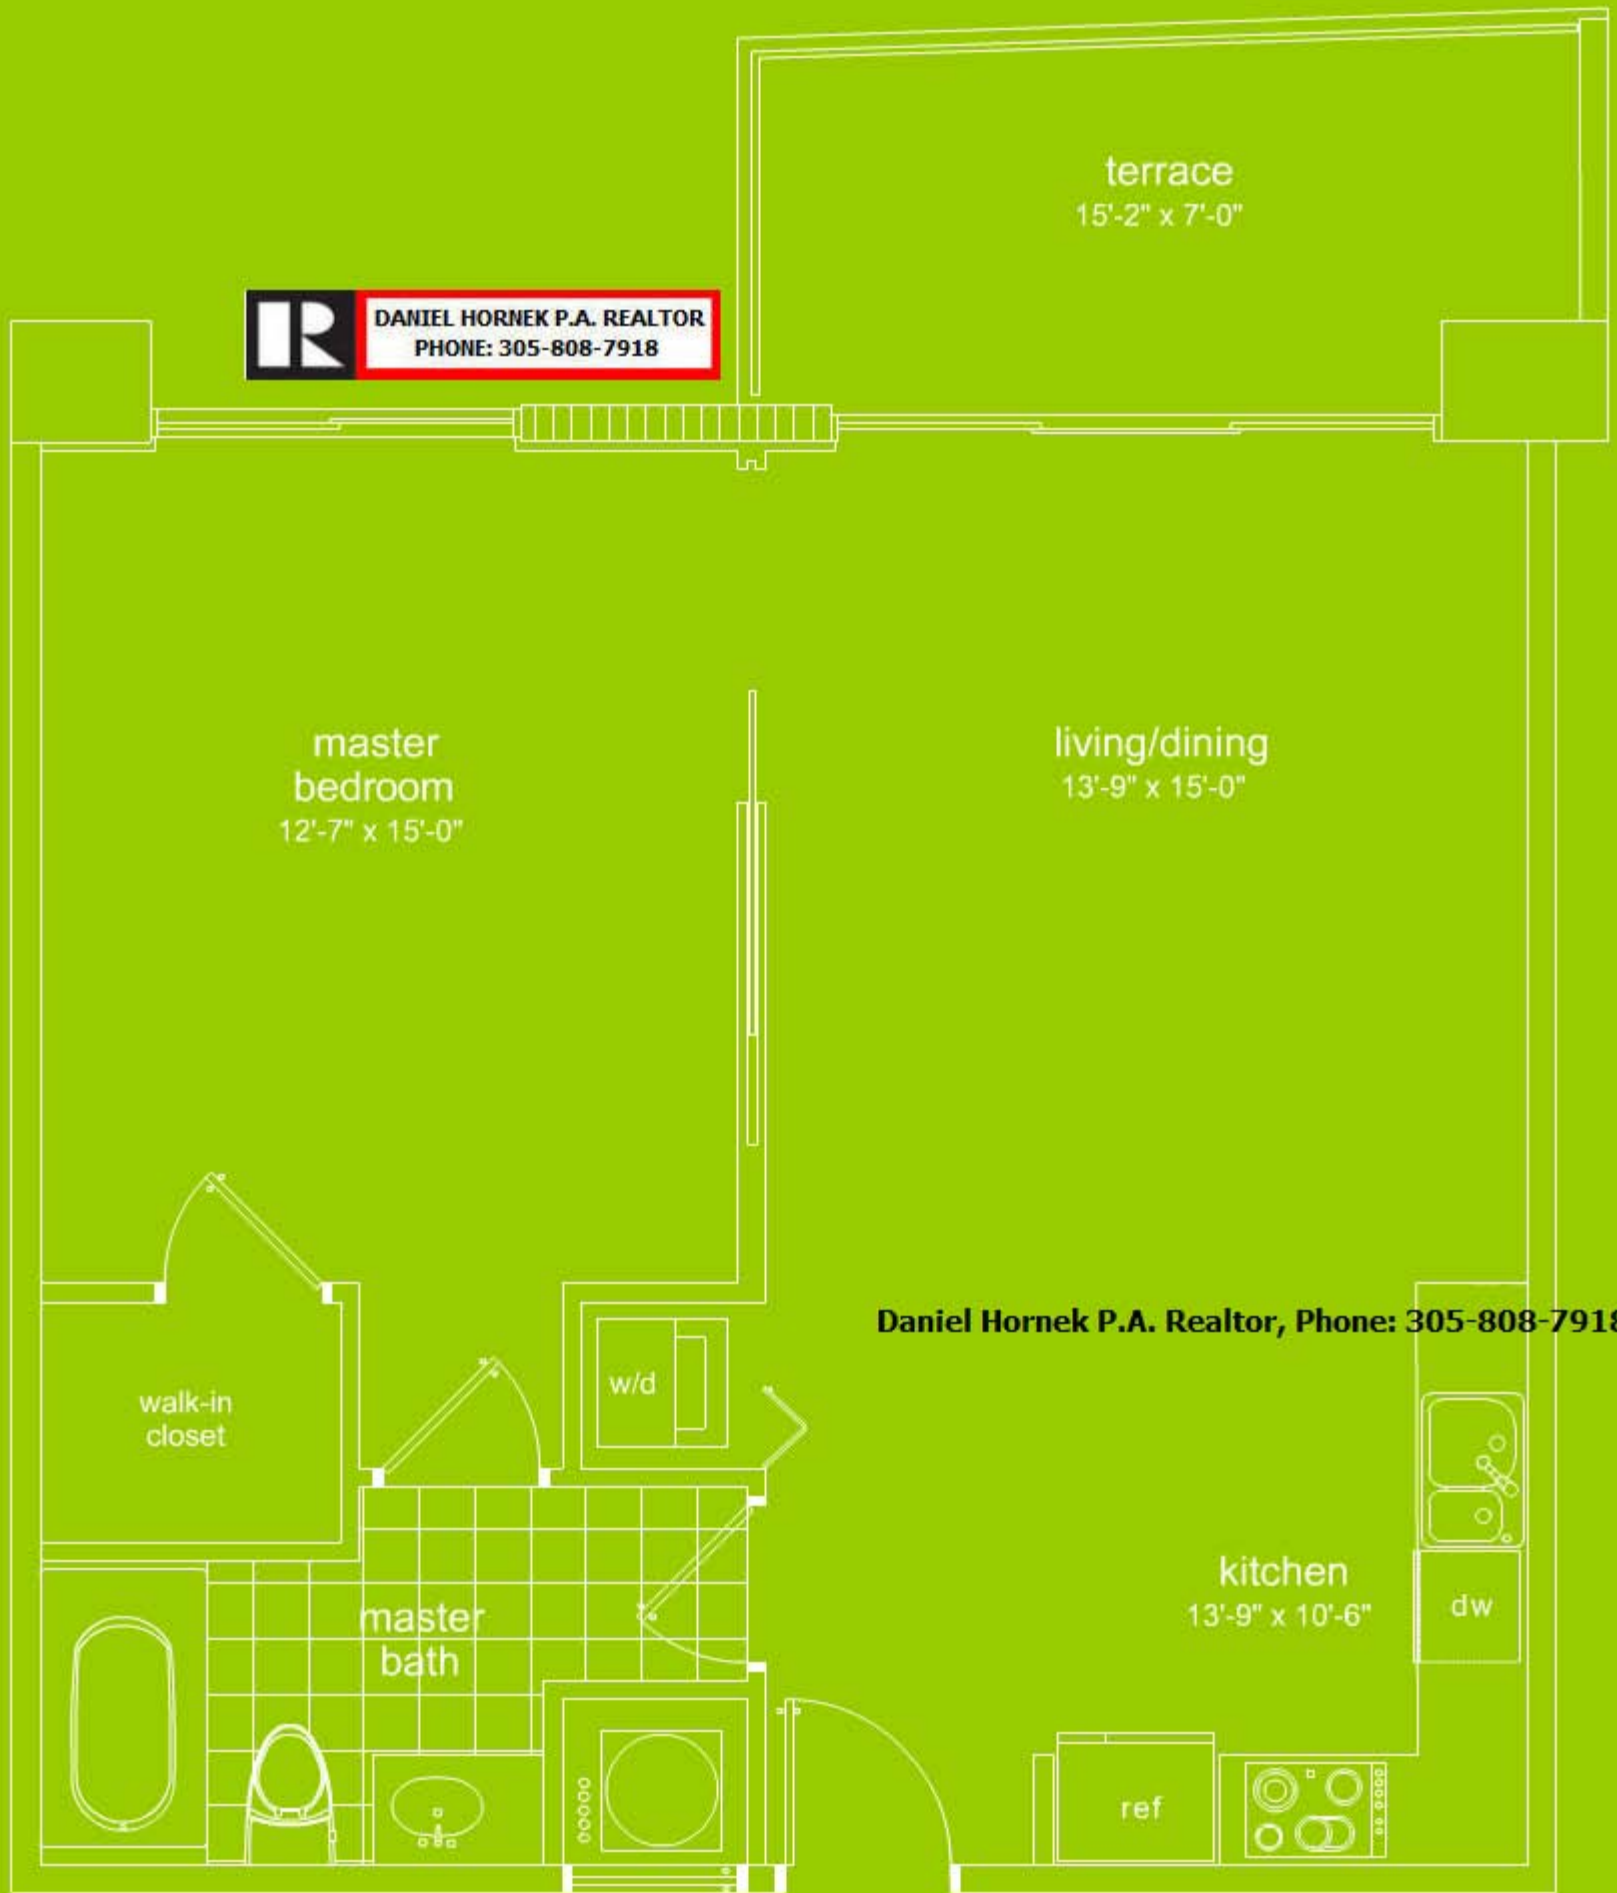 terrace
15'-2" x 7'-0"
DANIEL HORNEK P.A. REALTOR
PHONE: 305-808-7918
master
bedroom
12'-7" x 15'-0"
living/dining
13'-9" x 15'-0"
Daniel Hornek P.A. Realtor, Phone: 305-808-7918
w/d
walk-in
closet
kitchen
13'-9" x 10'-6"
dw
master
bath
ref